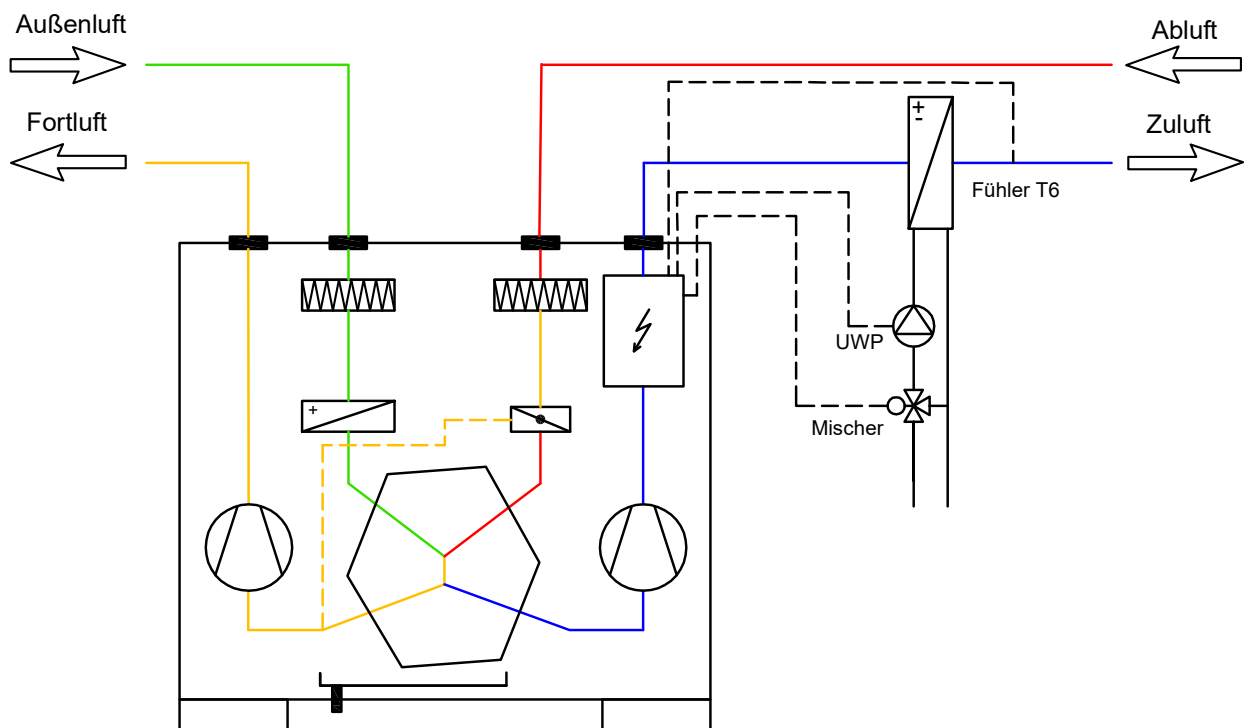 Außenluft
Abluft
Fortluft
Zuluft
+
-
Fühler T6
UWP
+
Mischer